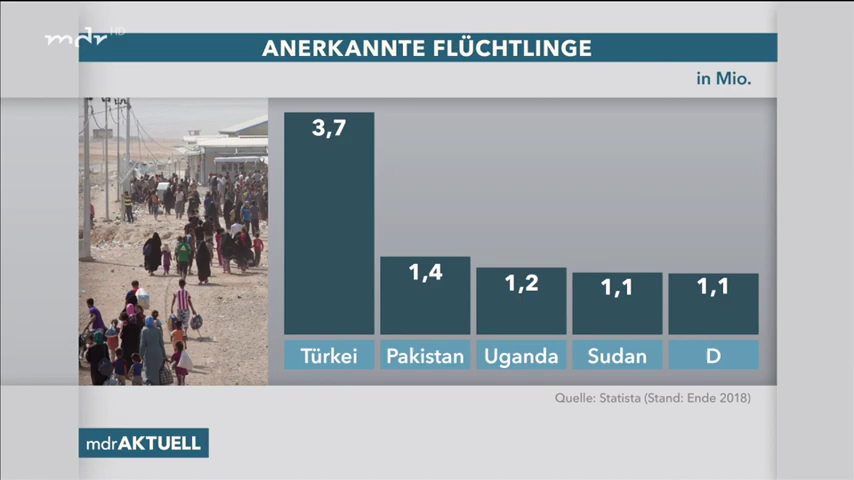 mdr HD
ANERKANNTE FLÜCHTLINGE
in Mio.
3,7
1,4
1,2
1,1
1,1
Türkei
Pakistan
Uganda
Sudan
D
Quelle: Statista (Stand: Ende 2018)
mdrAKTUELL